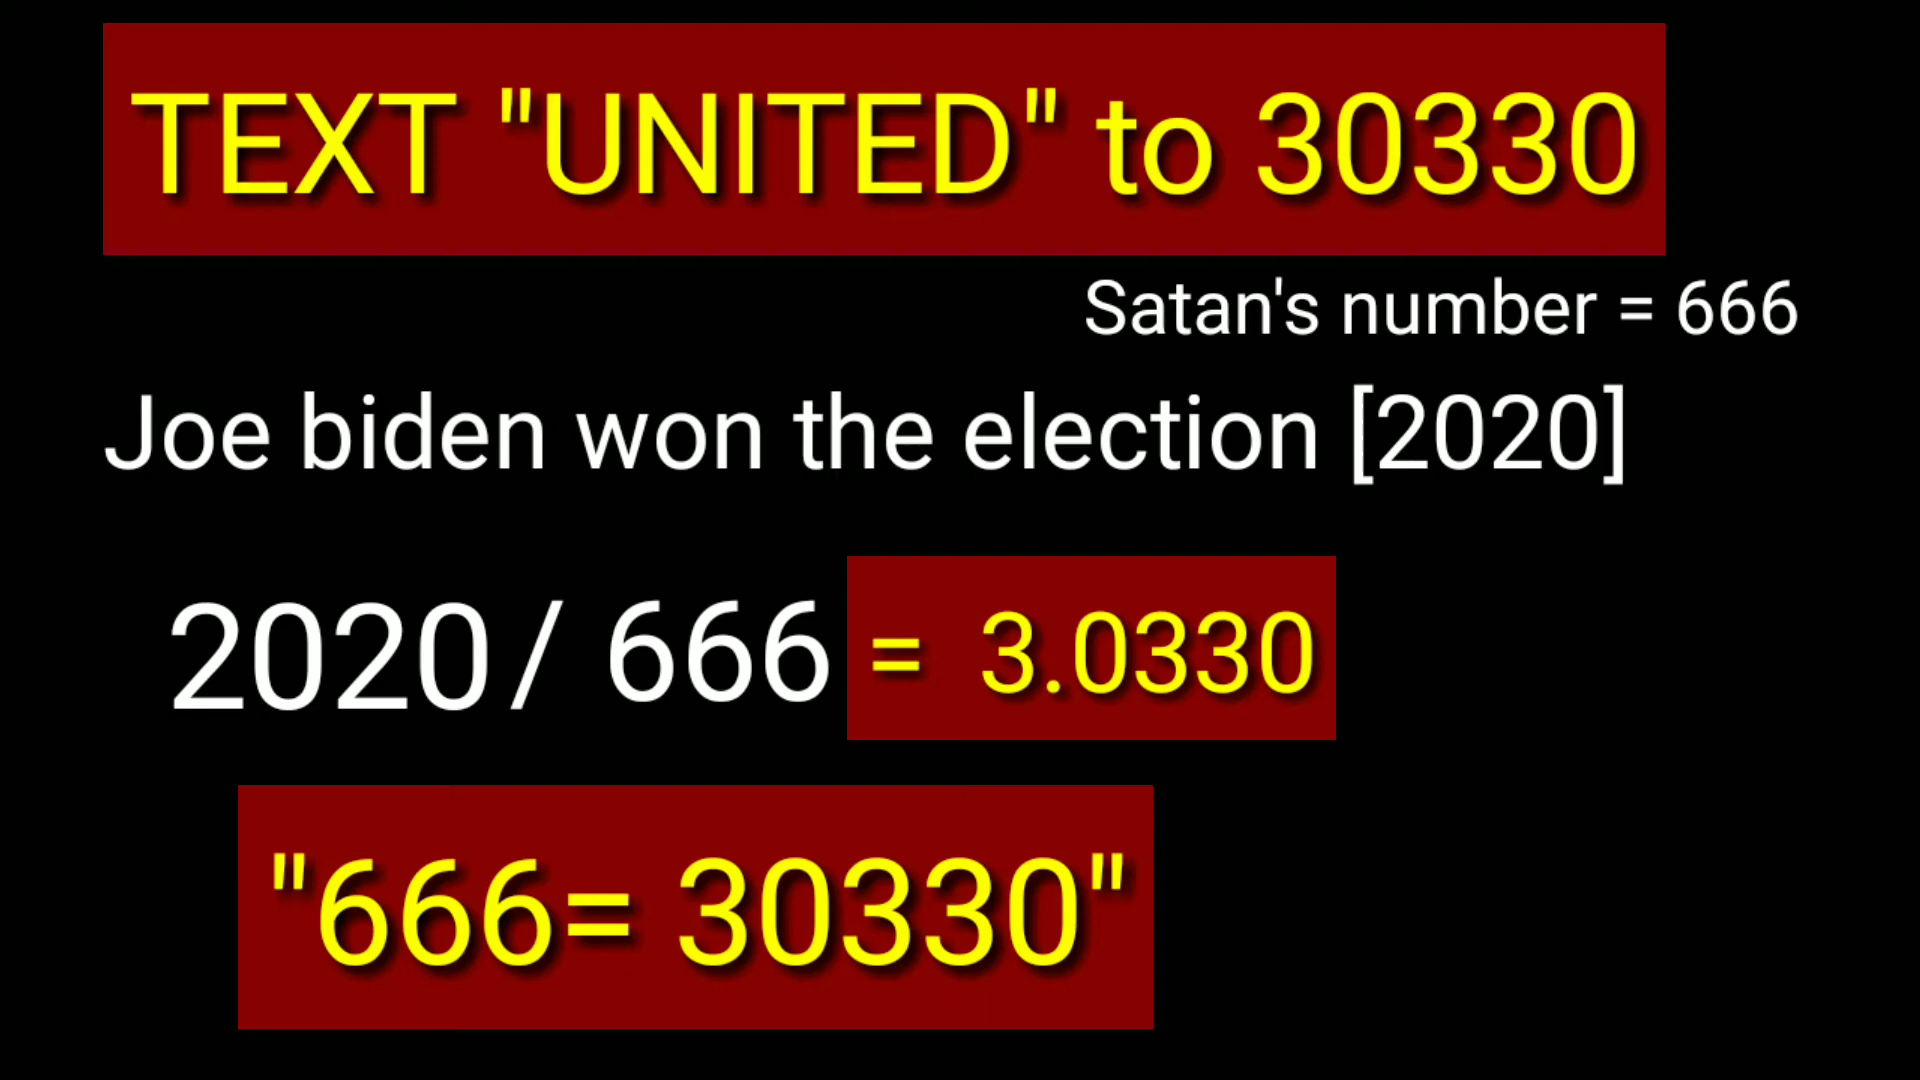 TEXT "UNITED" to 30330
Satan's number = 666
Joe biden won the election [2020]
2020/ 666 = 3.0330
"666= 30330"